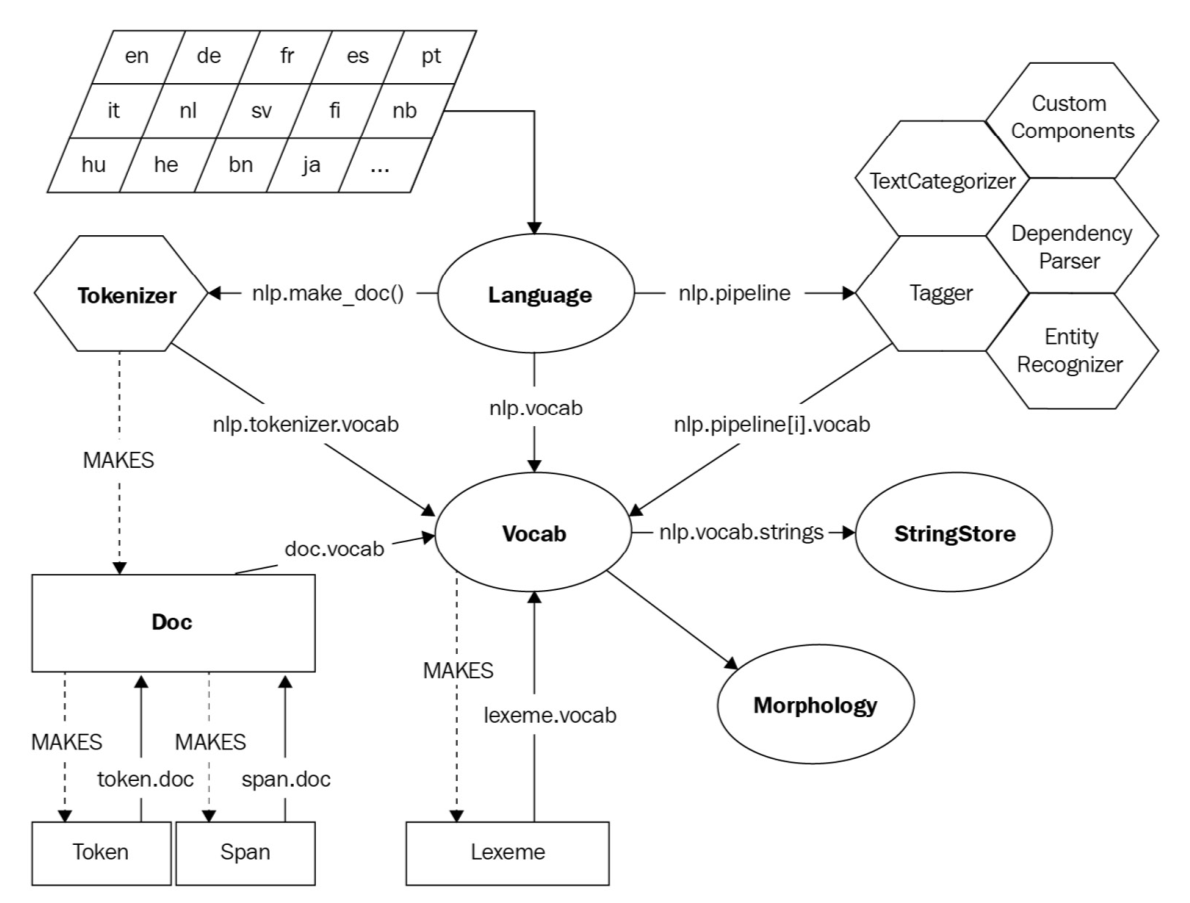 en de fr es pt
it nl sv fi nb
hu he bn ja ...
Custom
Components
TextCategorizer
Dependency
Parser
Tokenizer
nlp.make_doc()
Language
nlp.pipeline
Tagger
Entity
Recognizer
nlp.tokenizer.vocab
nlp.vocab
nlp.pipeline[i].vocab
MAKES
doc.vocab
Vocab
nlp.vocab.strings
StringStore
Doc
MAKES
lexeme.vocab
Morphology
MAKES
token.doc
MAKES
span.doc
Token
Span
Lexeme